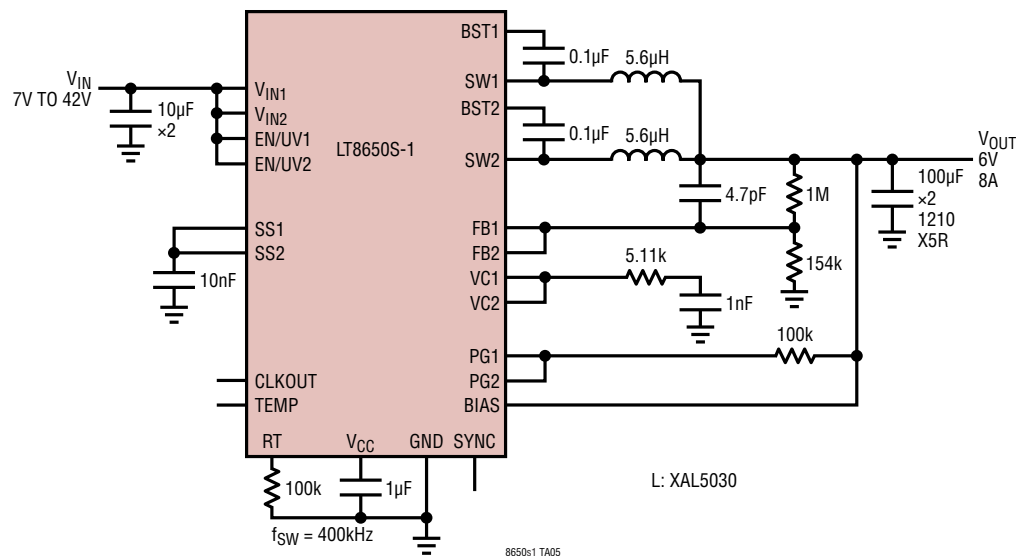 BST1
0.1µF
5.6µH
SW1
VIN
7V TO 42V
10µF
×2
VIN1
VIN2
EN/UV1
EN/UV2
LT8650S-1
BST2
0.1µF
5.6µH
SW2
VOUT
6V
8A
100µF
×2
1210
X5R
4.7pF
1M
SS1
SS2
10nF
FB1
FB2
154k
5.11k
VC1
VC2
1nF
100k
PG1
PG2
BIAS
CLKOUT
TEMP
RT
VCC
GND
SYNC
100k
1µF
fSW = 400kHz
L: XAL5030
8650s1 TA05